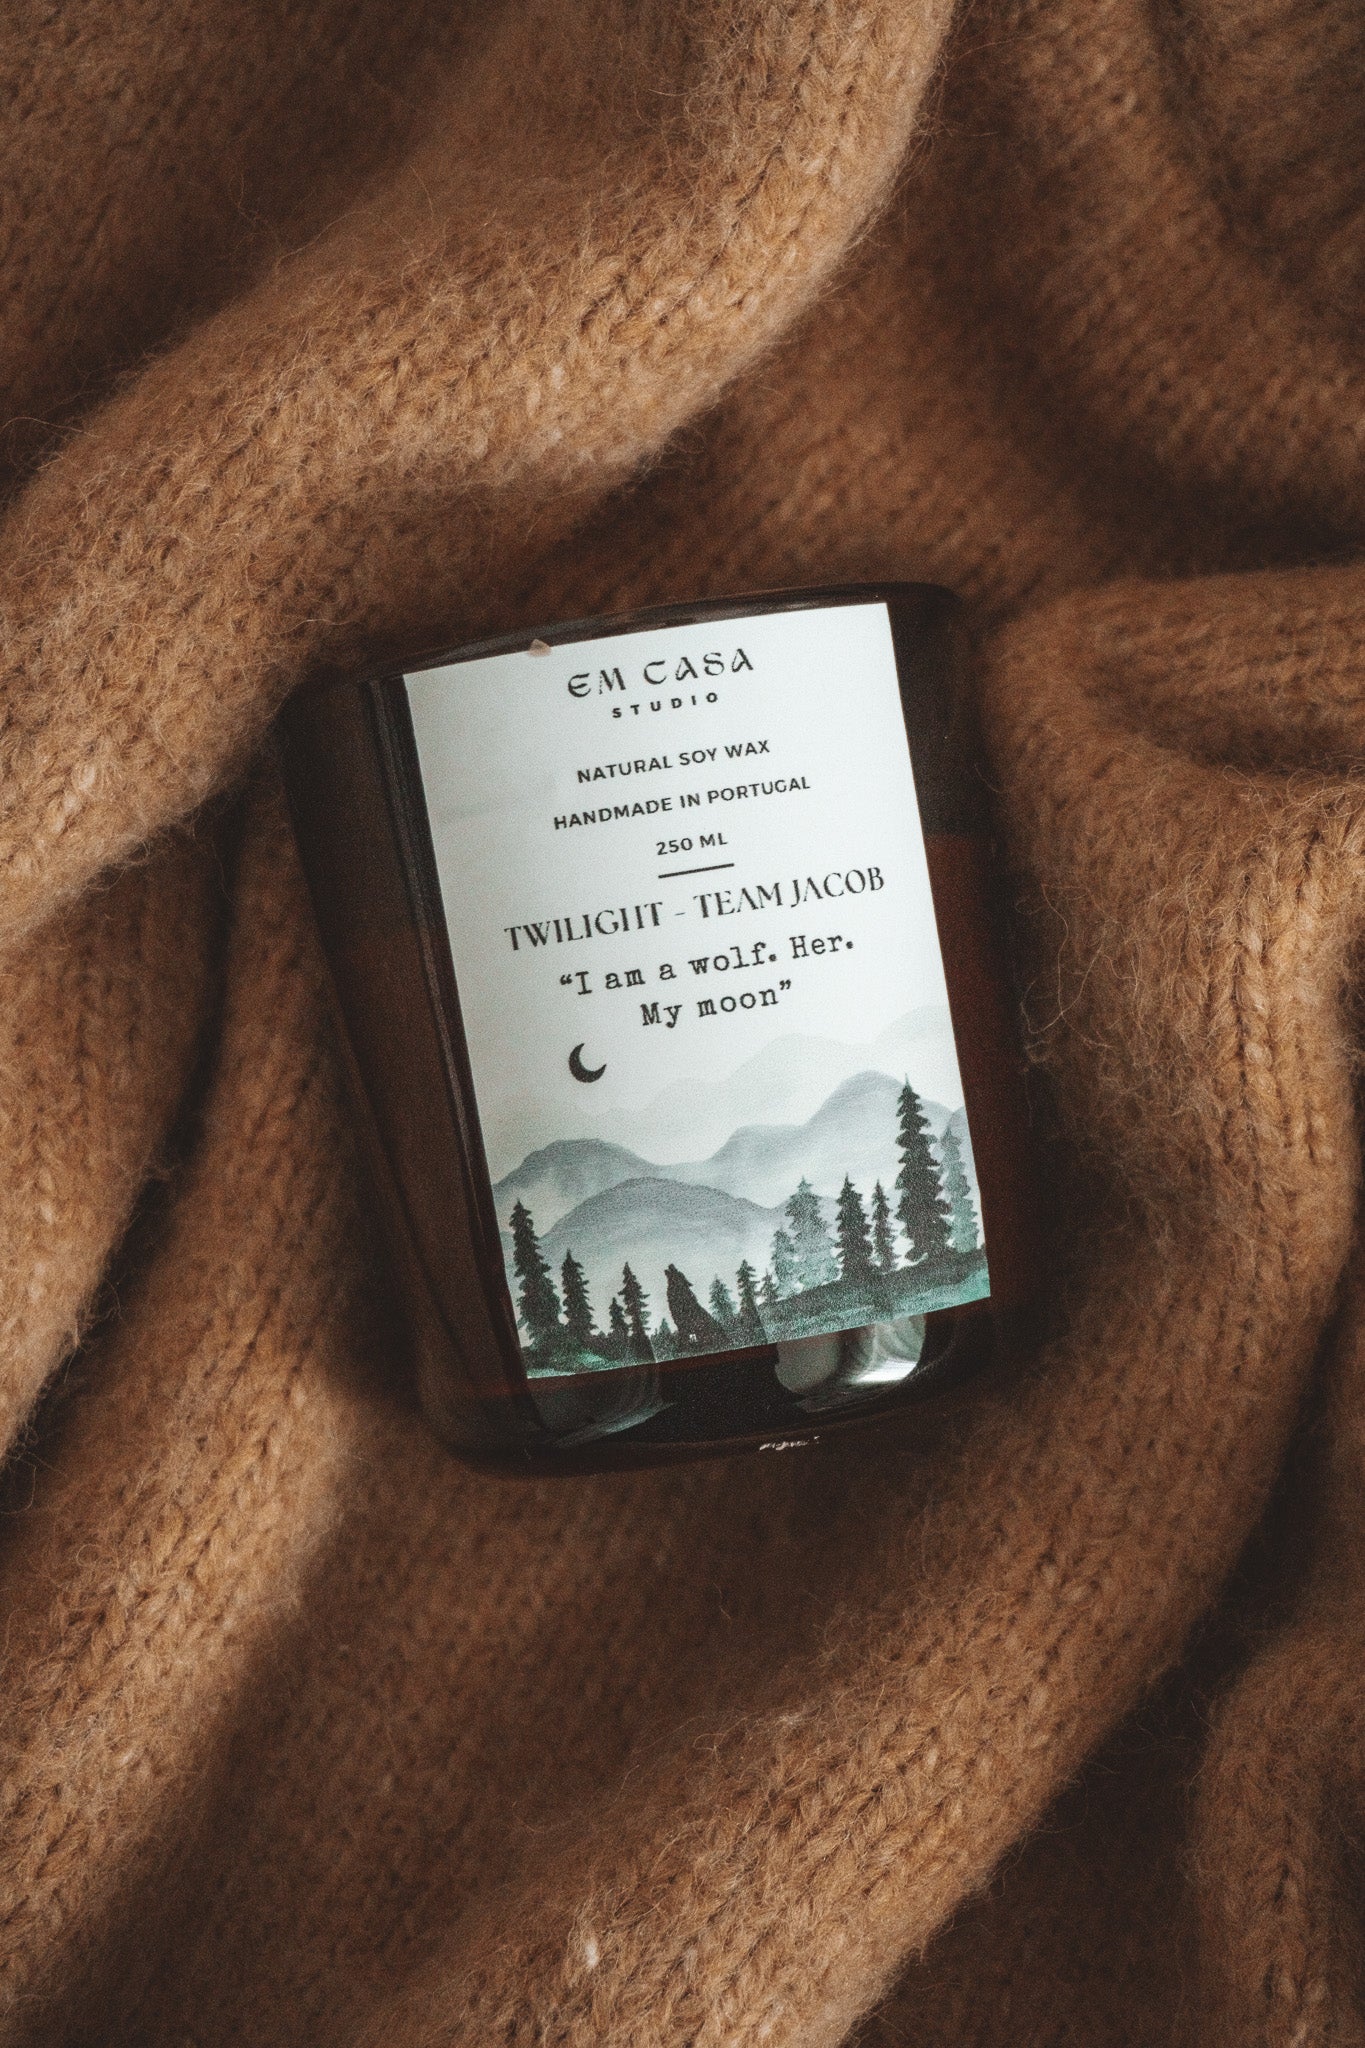 EM CASA
STUDIO
NATURAL SOY WAX
HANDMADE IN PORTUGAL
250 ML
TWILIGHT - TEAM JACOB
“I am a wolf. Her.
My moon”